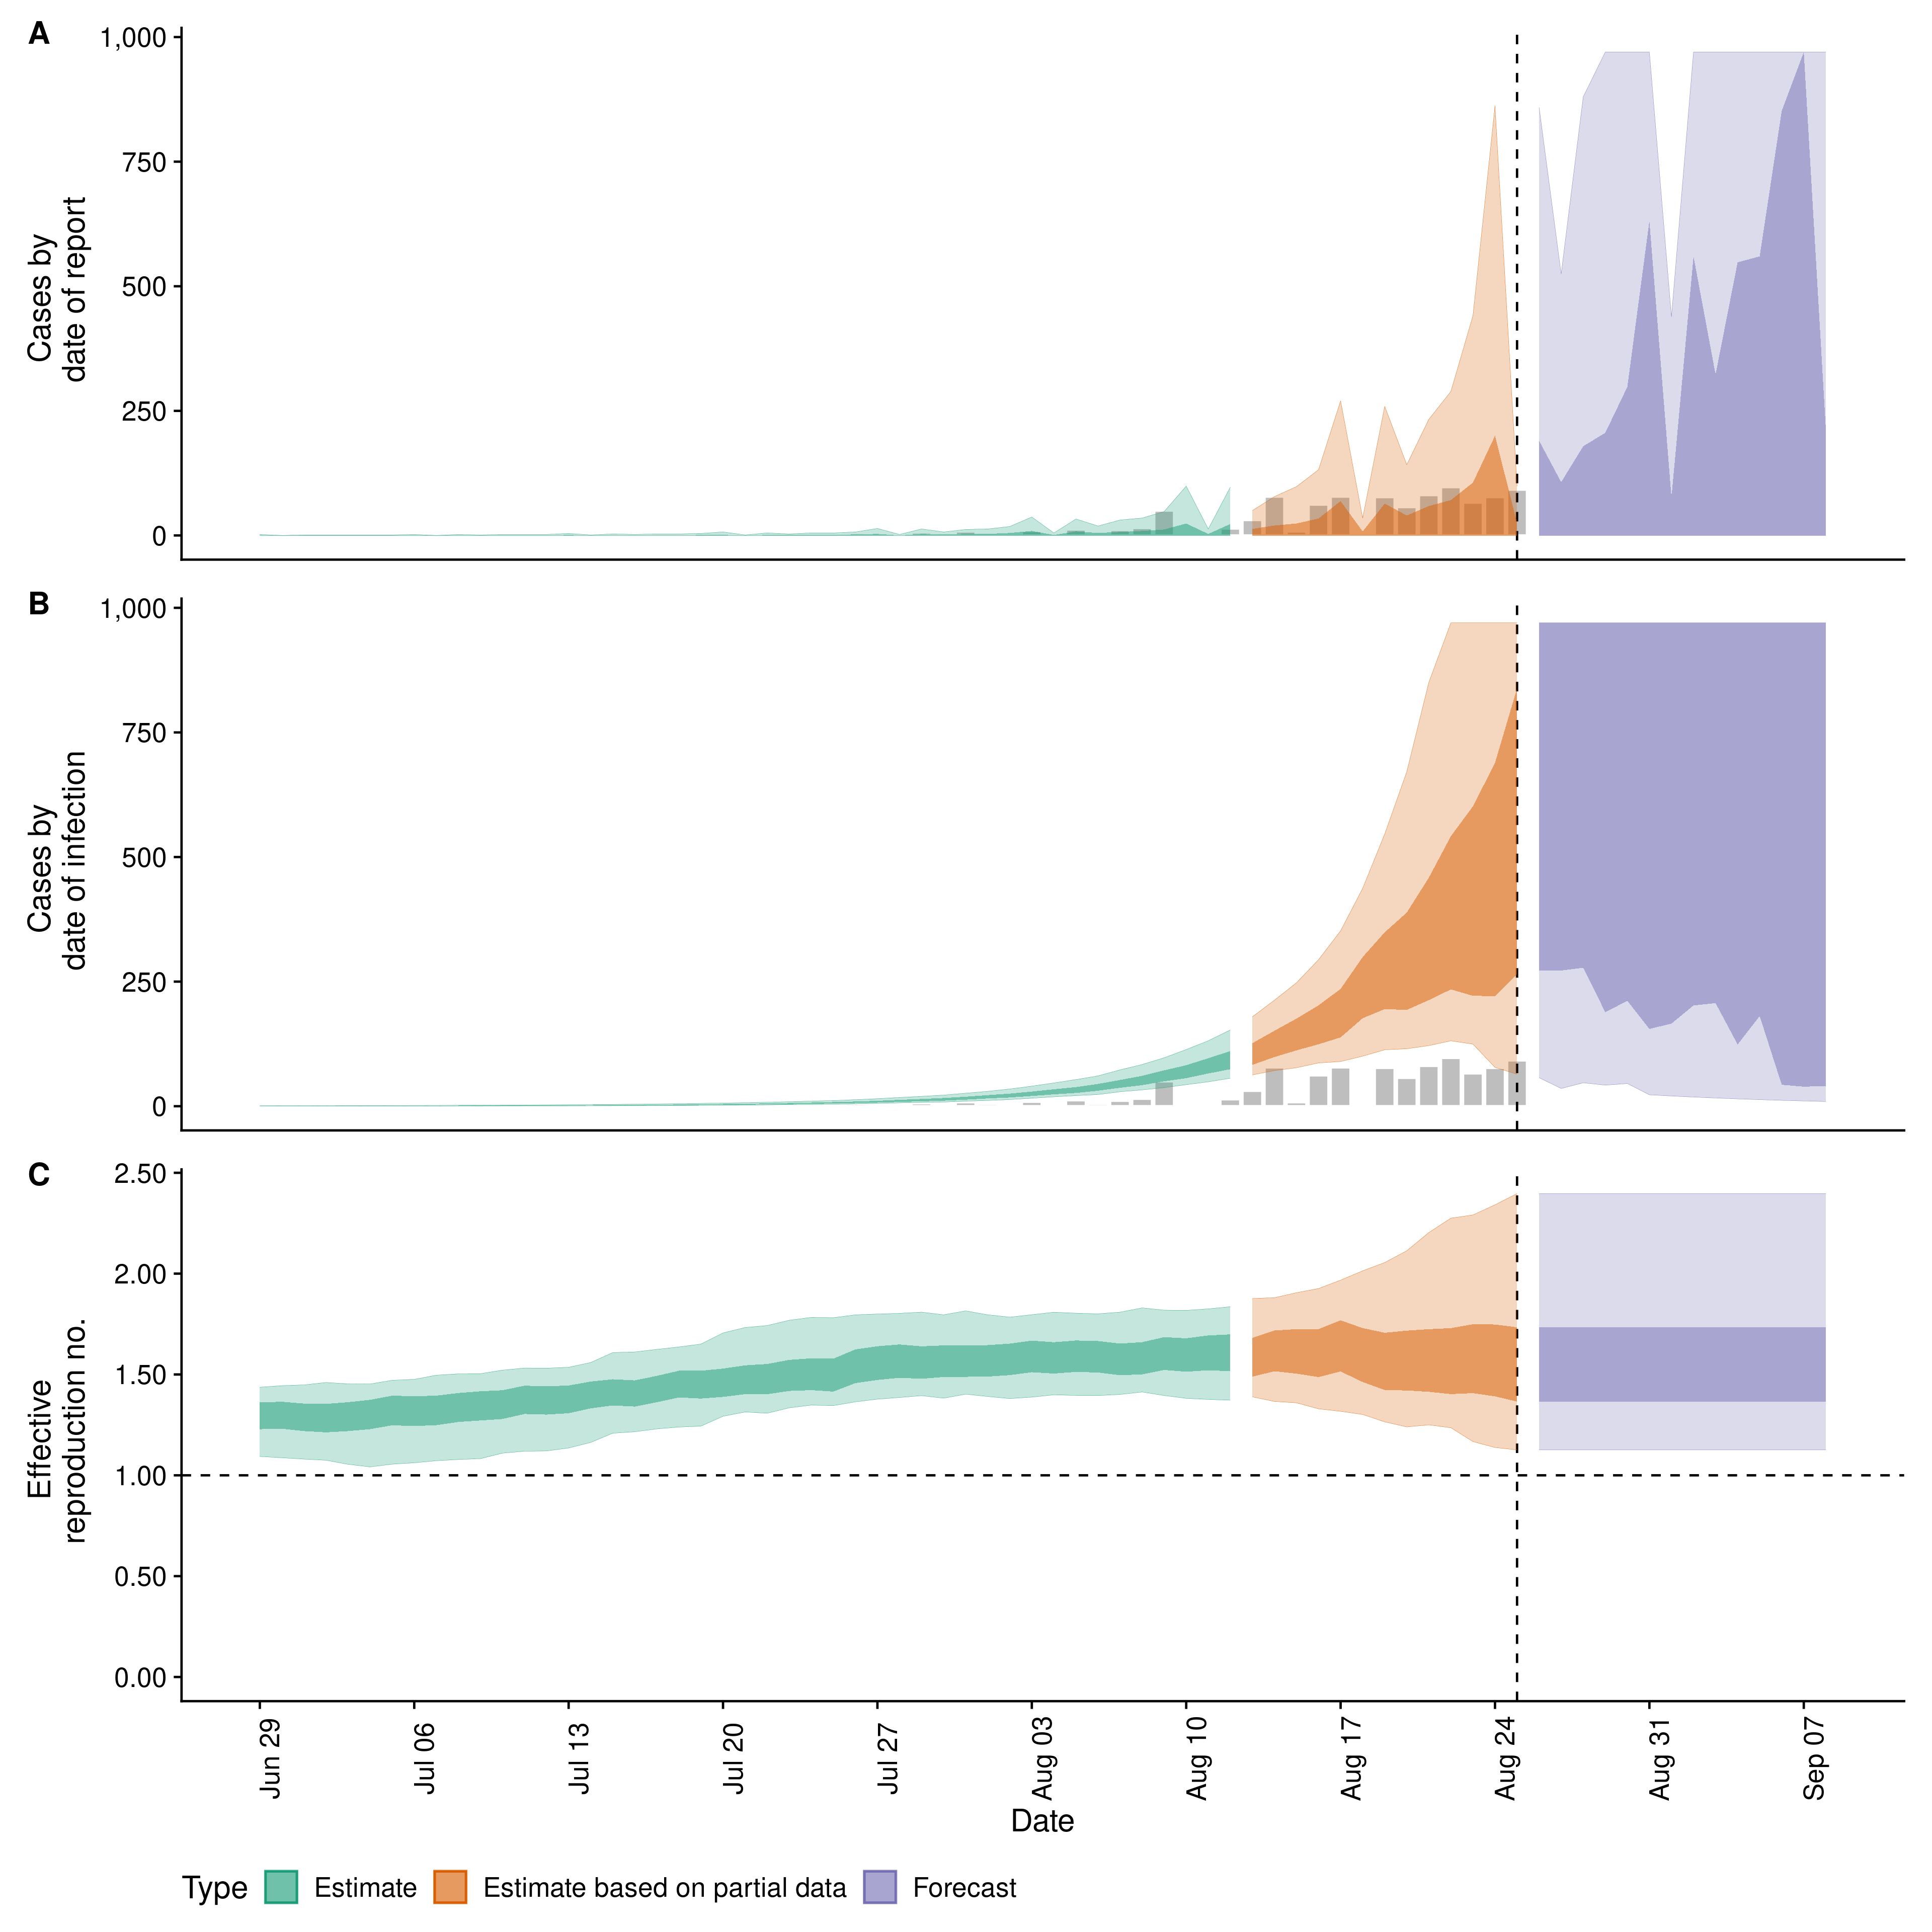 A
Cases by
date of report
1,000
750
500
250
0
B
Cases by
date of infection
1,000
750
500
250
0
C
Effective
reproduction no.
2.50
2.00
1.50
1.00
0.50
0.00
Jun 29
Jul 06
Jul 13
Jul 20
Jul 27
Aug 03
Aug 10
Aug 17
Aug 24
Aug 31
Sep 07
Date
Type Estimate Estimate based on partial data Forecast